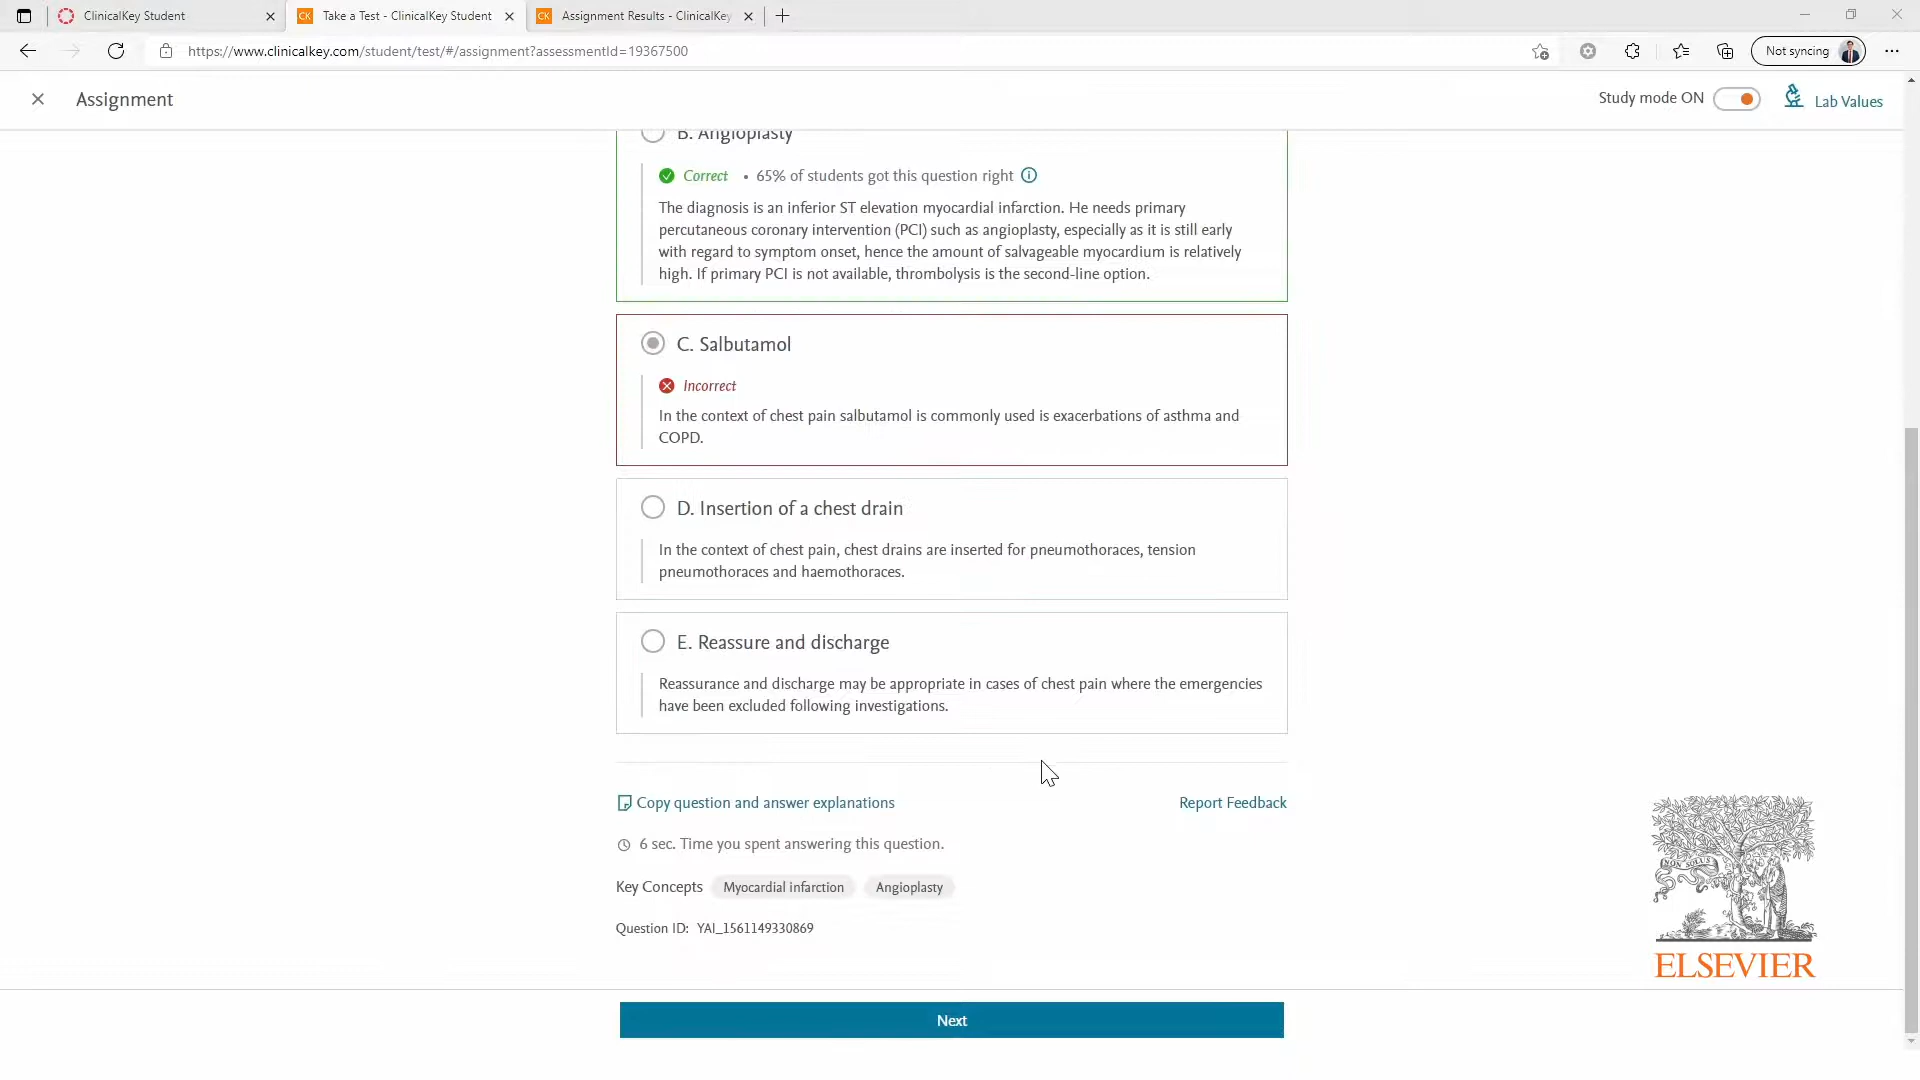 ClinicalKey Student
Take a Test - ClinicalKey Student
Assignment Results - ClinicalKey
https://www.clinicalkey.com/student/test/#/assignment?assessmentId=19367500
Not syncing
Assignment
Study mode ON
Lab Values
B. Angioplasty
Correct • 65% of students got this question right
The diagnosis is an inferior ST elevation myocardial infarction. He needs primary
percutaneous coronary intervention (PCI) such as angioplasty, especially as it is still early
with regard to symptom onset, hence the amount of salvageable myocardium is relatively
high. If primary PCI is not available, thrombolysis is the second-line option.
C. Salbutamol
Incorrect
In the context of chest pain salbutamol is commonly used is exacerbations of asthma and
COPD.
D. Insertion of a chest drain
In the context of chest pain, chest drains are inserted for pneumothoraces, tension
pneumothoraces and haemothoraces.
E. Reassure and discharge
Reassurance and discharge may be appropriate in cases of chest pain where the emergencies
have been excluded following investigations.
Copy question and answer explanations
Report Feedback
6 sec. Time you spent answering this question.
Key Concepts Myocardial infarction Angioplasty
Question ID: YAI_1561149330869
NON SOLUS
ELSEVIER
Next